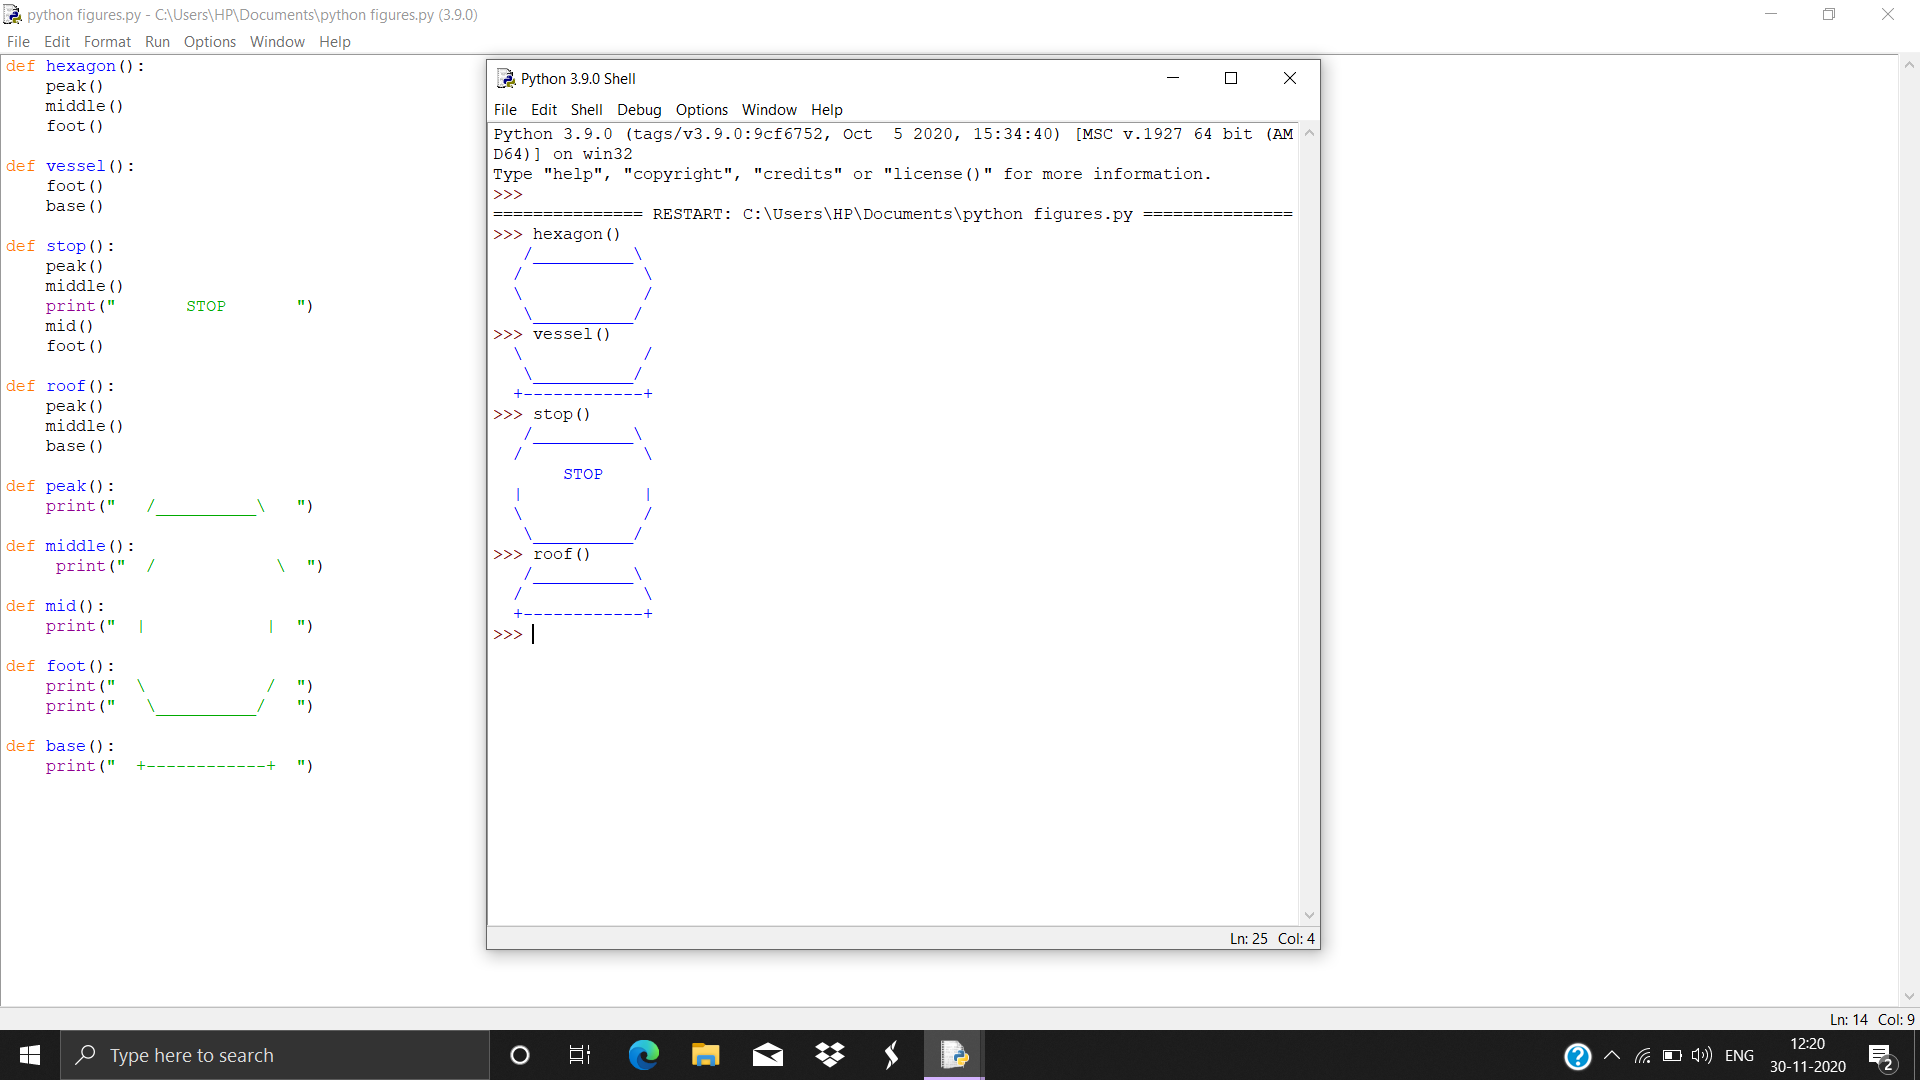 python figures.py - C:\Users\HP\Documents\python figures.py (3.9.0)
File Edit Format Run Options Window Help
def hexagon():
    peak()
    middle()
    foot()

def vessel():
    foot()
    base()

def stop():
    peak()
    middle()
    print("       STOP       ")
    mid()
    foot()

def roof():
    peak()
    middle()
    base()

def peak():
    print("   /__________\   ")

def middle():
     print("  /            \  ")

def mid():
    print("  |            |  ")

def foot():
    print("  \            /  ")
    print("   \__________/   ")

def base():
    print("  +------------+  ")
Python 3.9.0 Shell
File Edit Shell Debug Options Window Help
Python 3.9.0 (tags/v3.9.0:9cf6752, Oct  5 2020, 15:34:40) [MSC v.1927 64 bit (AM
D64)] on win32
Type "help", "copyright", "credits" or "license()" for more information.
>>>
=============== RESTART: C:\Users\HP\Documents\python figures.py ===============
>>> hexagon()
   /__________\
  /            \
  \            /
   \__________/
>>> vessel()
  \            /
   \__________/
  +------------+
>>> stop()
   /__________\
  /            \
       STOP
  |            |
  \            /
   \__________/
>>> roof()
   /__________\
  /            \
  +------------+
>>>
Ln: 25 Col: 4
Ln: 14 Col: 9
Type here to search
ENG
12:20
30-11-2020
2